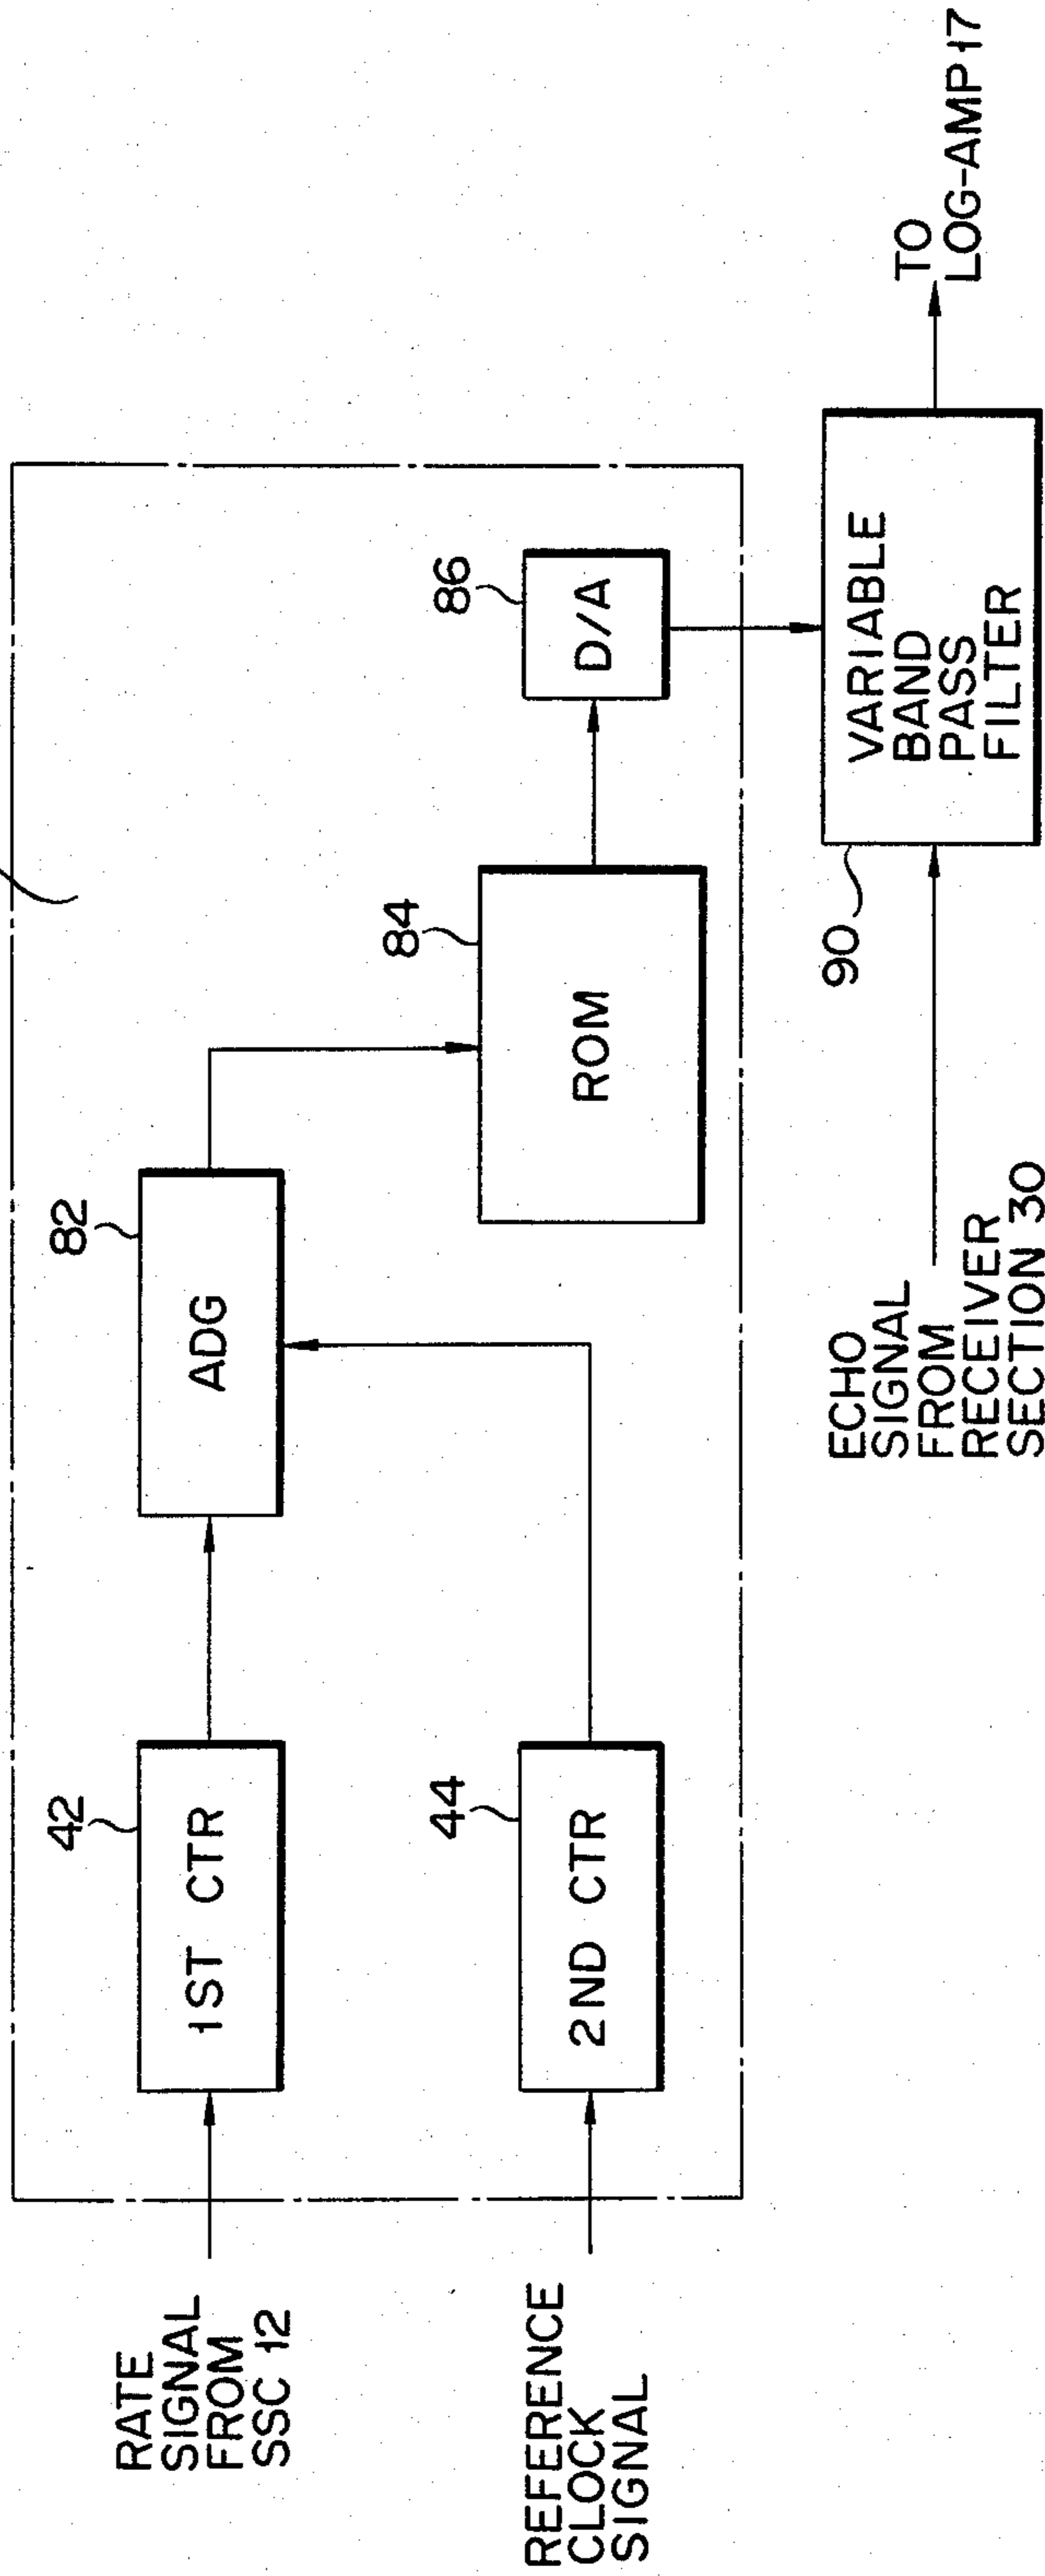 RATE
SIGNAL
FROM
SSC 12
42
1ST CTR
82
ADG
REFERENCE
CLOCK
SIGNAL
44
2ND CTR
84
ROM
86
D/A
ECHO
SIGNAL
FROM
RECEIVER
SECTION 30
90
VARIABLE
BAND
PASS
FILTER
TO
LOG-AMP 17